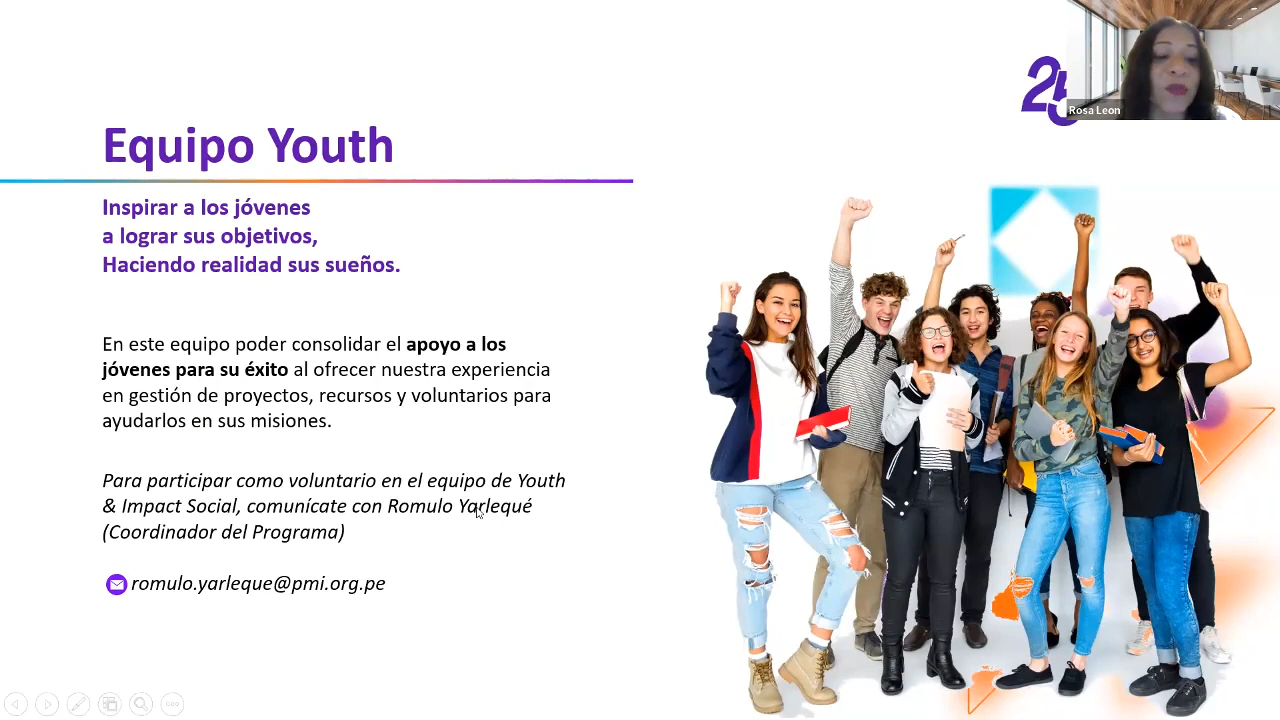 25
Rosa Leon
Equipo Youth
Inspirar a los jóvenes
a lograr sus objetivos,
Haciendo realidad sus sueños.
En este equipo poder consolidar el apoyo a los
jóvenes para su éxito al ofrecer nuestra experiencia
en gestión de proyectos, recursos y voluntarios para
ayudarlos en sus misiones.
Para participar como voluntario en el equipo de Youth
& Impact Social, comunícate con Romulo Yarlequé
(Coordinador del Programa)
romulo.yarleque@pmi.org.pe